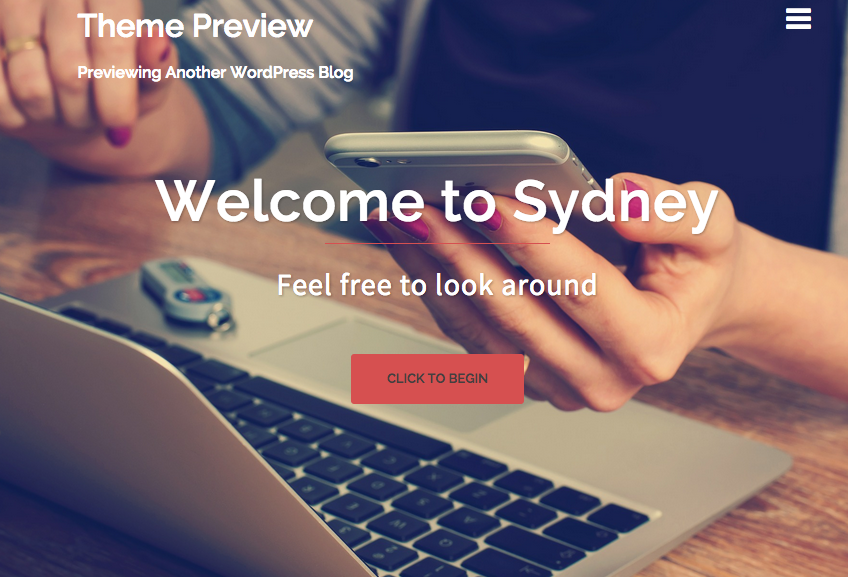 Theme Preview
Previewing Another WordPress Blog
Welcome to Sydney
Feel free to look around
CLICK TO BEGIN